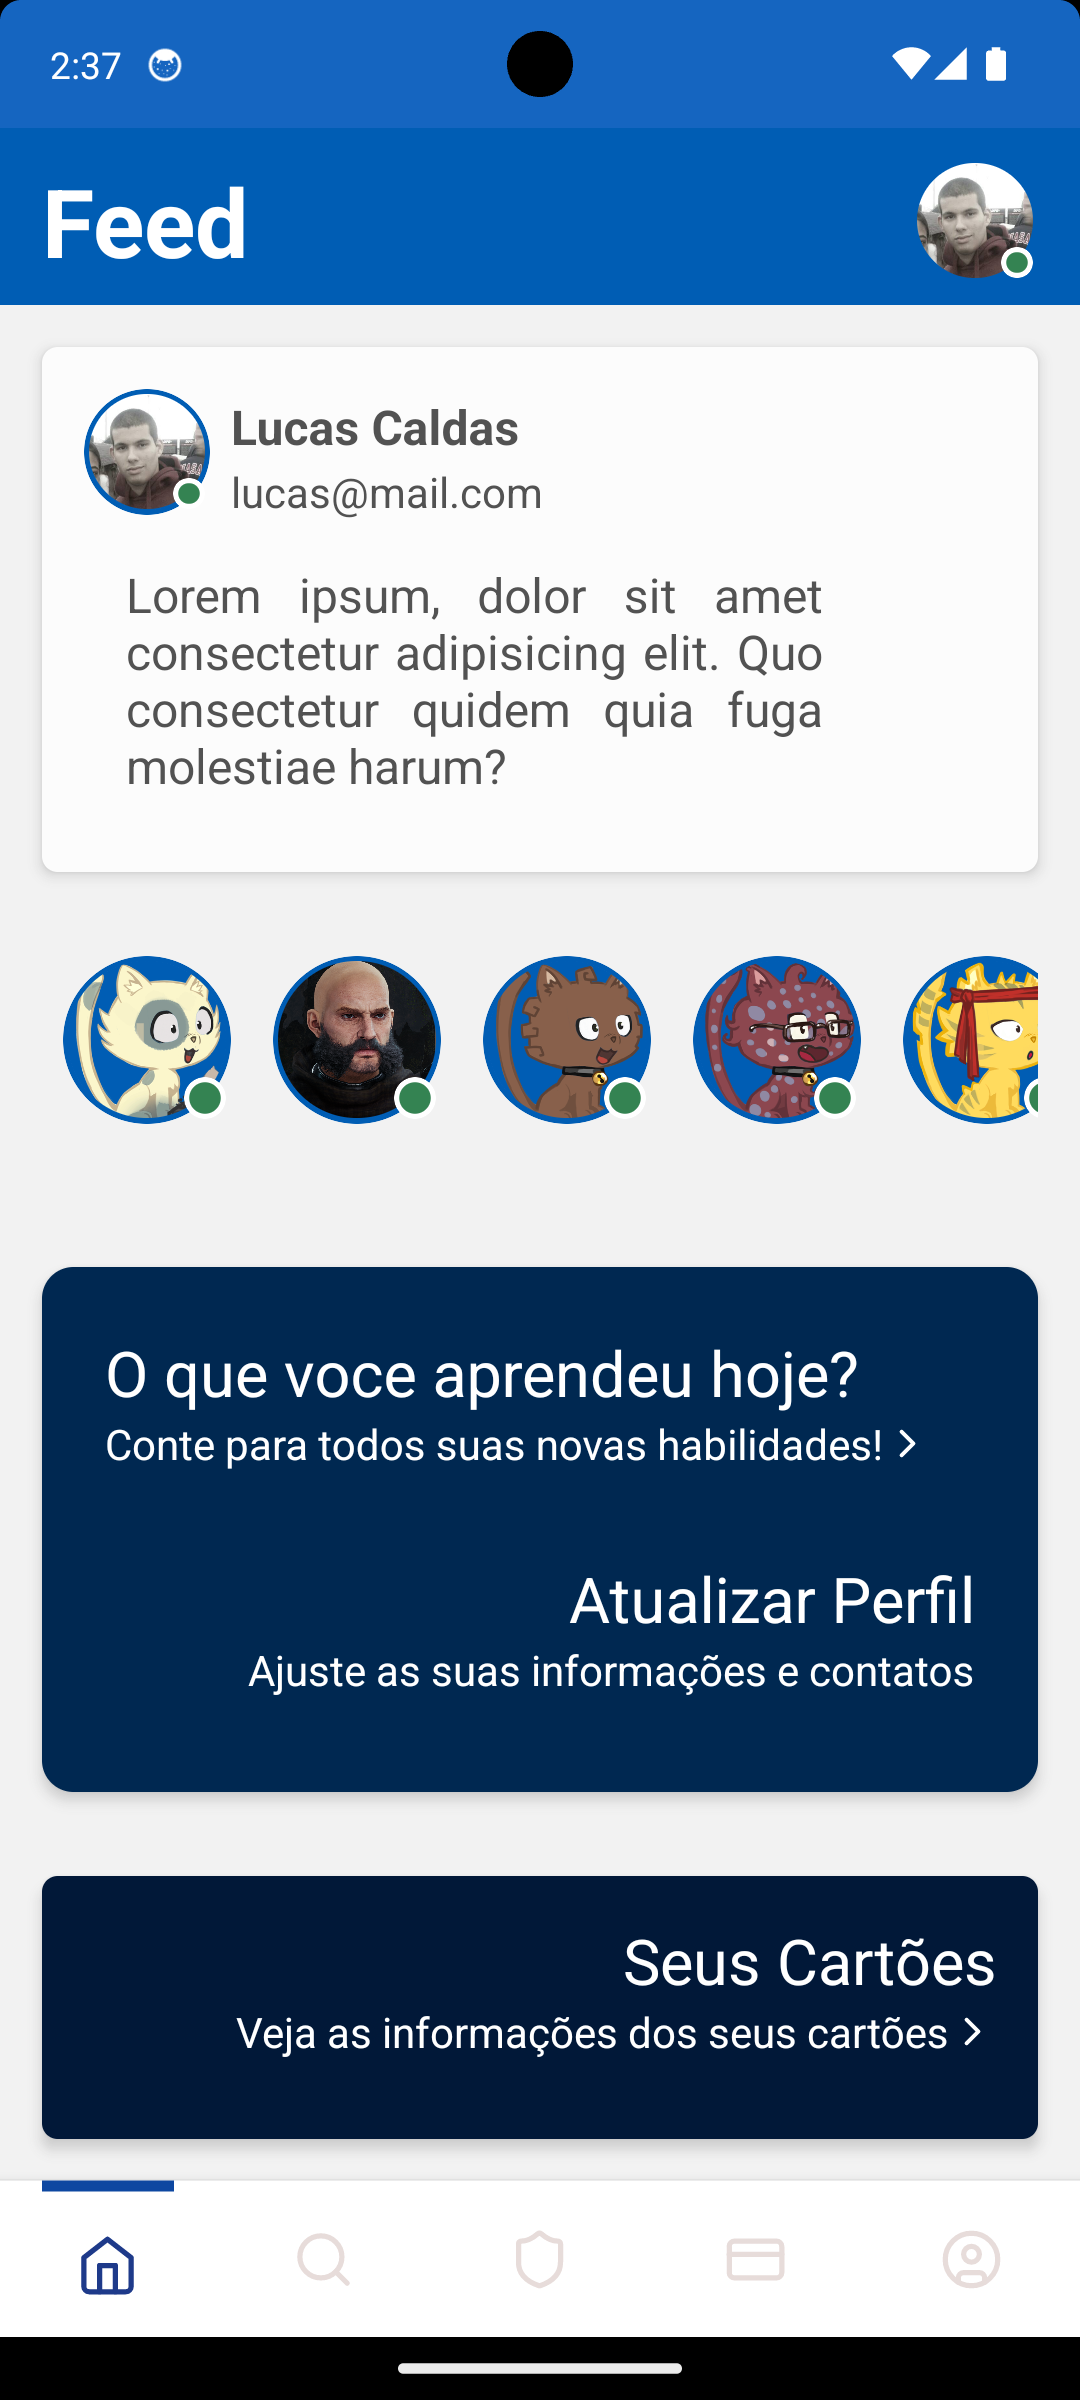 2:37
Feed
Lucas Caldas
lucas@mail.com
Lorem ipsum, dolor sit amet
consectetur adipisicing elit. Quo
consectetur quidem quia fuga
molestiae harum?
O que voce aprendeu hoje?
Conte para todos suas novas habilidades!
Atualizar Perfil
Ajuste as suas informações e contatos
Seus Cartões
Veja as informações dos seus cartões